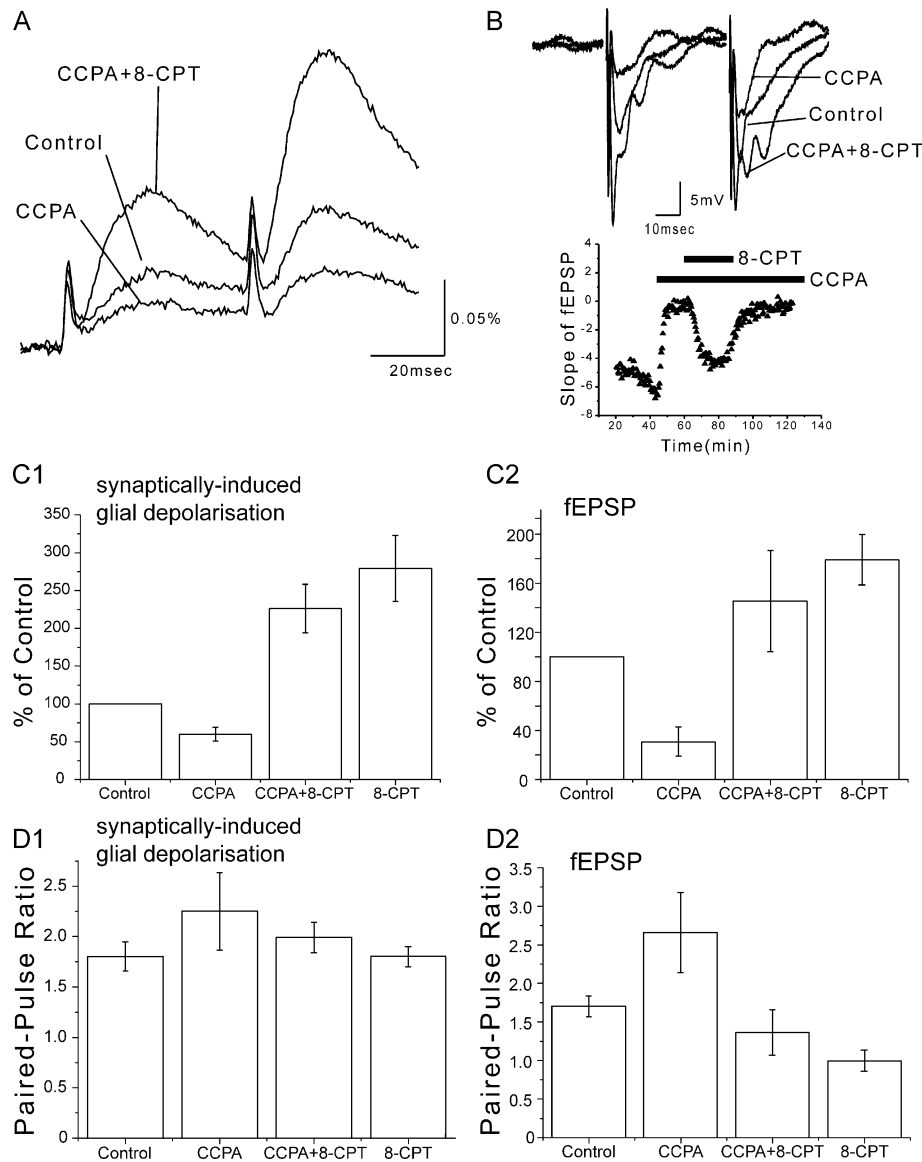 A
CCPA+8-CPT
Control
CCPA
0.05%
20msec
B
CCPA
Control
CCPA+8-CPT
5mV
10msec
8-CPT
CCPA
Slope of fEPSP
4
2
0
-2
-4
-6
-8
20 40 60 80 100 120 140
Time(min)
C1
synaptically-induced
glial depolarisation
% of Control
350
300
250
200
150
100
50
0
Control CCPA CCPA+8-CPT 8-CPT
C2
fEPSP
% of Control
200
160
120
80
40
0
Control CCPA CCPA+8-CPT 8-CPT
D1
synaptically-induced
glial depolarisation
Paired-Pulse Ratio
2.5
2.0
1.5
1.0
0.5
0
Control CCPA CCPA+8-CPT 8-CPT
D2
fEPSP
Paired-Pulse Ratio
3.5
3.0
2.5
2.0
1.5
1.0
0.5
0
Control CCPA CCPA+8-CPT 8-CPT